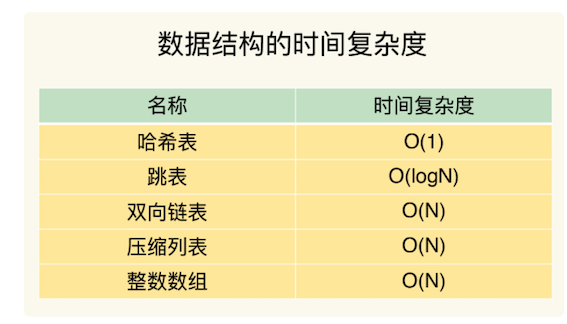 数据结构的时间复杂度
名称 时间复杂度
哈希表 O(1)
跳表 O(logN)
双向链表 O(N)
压缩列表 O(N)
整数数组 O(N)